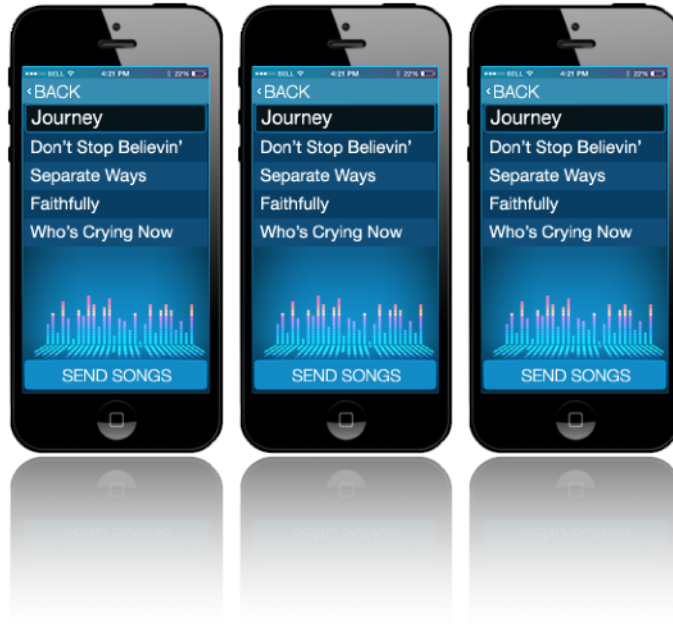 BELL 4:21 PM 22%
‹BACK
Journey
Don't Stop Believin'
Separate Ways
Faithfully
Who's Crying Now
SEND SONGS
BELL 4:21 PM 22%
‹BACK
Journey
Don't Stop Believin'
Separate Ways
Faithfully
Who's Crying Now
SEND SONGS
BELL 4:21 PM 22%
‹BACK
Journey
Don't Stop Believin'
Separate Ways
Faithfully
Who's Crying Now
SEND SONGS